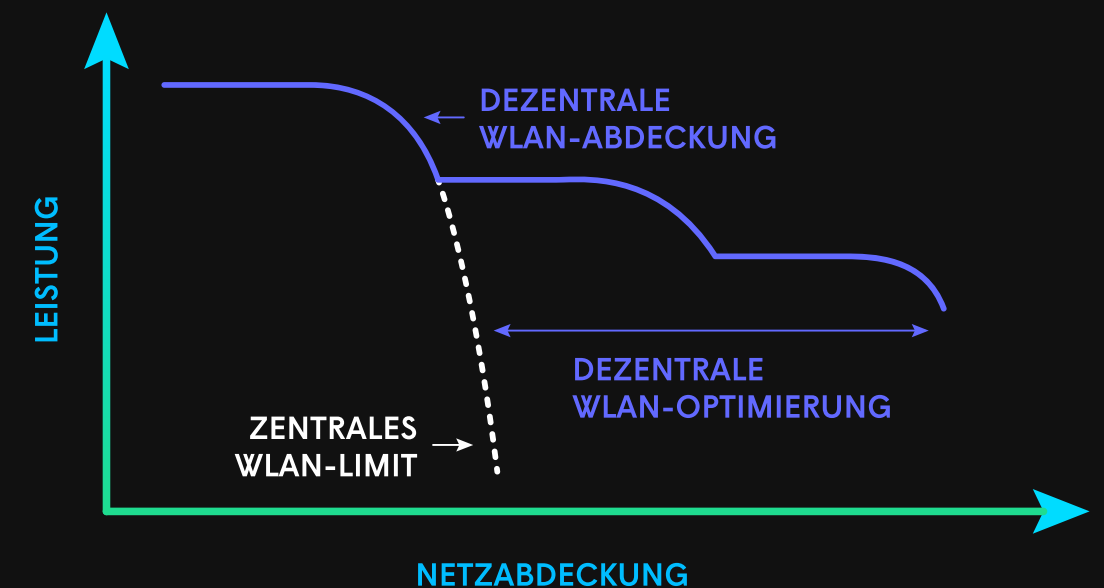 DEZENTRALE
WLAN-ABDECKUNG
LEISTUNG
DEZENTRALE
WLAN-OPTIMIERUNG
ZENTRALES
WLAN-LIMIT
NETZABDECKUNG